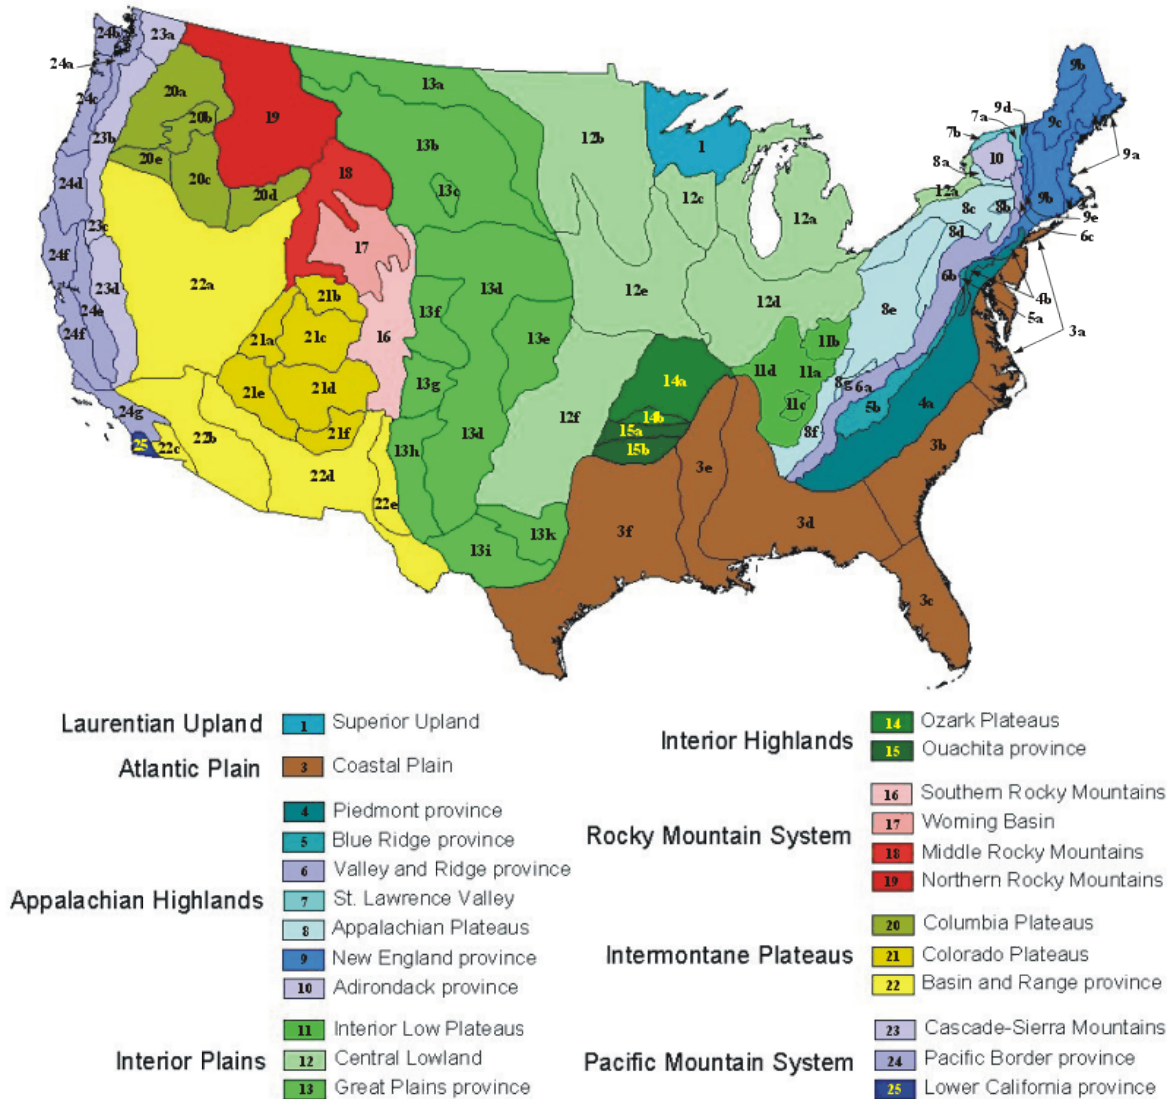 24b
23a
24a
24c
20a
20b
23b
20e
20c
20d
24d
23c
24f
23d
24e
24f
24g
25
22c
22b
22a
22d
22e
19
18
17
16
21b
21a
21c
21e
21d
21f
13a
13b
13c
13d
13f
13e
13g
13d
13h
13i
13k
12b
1
12c
12a
12e
12d
12f
14a
14b
15a
15b
11b
11d
11a
11c
3e
3f
3d
3b
3c
9b
9d
7a
9c
7b
10
9a
8a
12a
8c
8b
9b
9e
8d
6c
6b
4b
5a
3a
8e
8g
6a
5b
4a
8f
Laurentian Upland
1 Superior Upland
Atlantic Plain
3 Coastal Plain
Appalachian Highlands
4 Piedmont province
5 Blue Ridge province
6 Valley and Ridge province
7 St. Lawrence Valley
8 Appalachian Plateaus
9 New England province
10 Adirondack province
Interior Plains
11 Interior Low Plateaus
12 Central Lowland
13 Great Plains province
Interior Highlands
14 Ozark Plateaus
15 Ouachita province
Rocky Mountain System
16 Southern Rocky Mountains
17 Woming Basin
18 Middle Rocky Mountains
19 Northern Rocky Mountains
Intermontane Plateaus
20 Columbia Plateaus
21 Colorado Plateaus
22 Basin and Range province
Pacific Mountain System
23 Cascade-Sierra Mountains
24 Pacific Border province
25 Lower California province